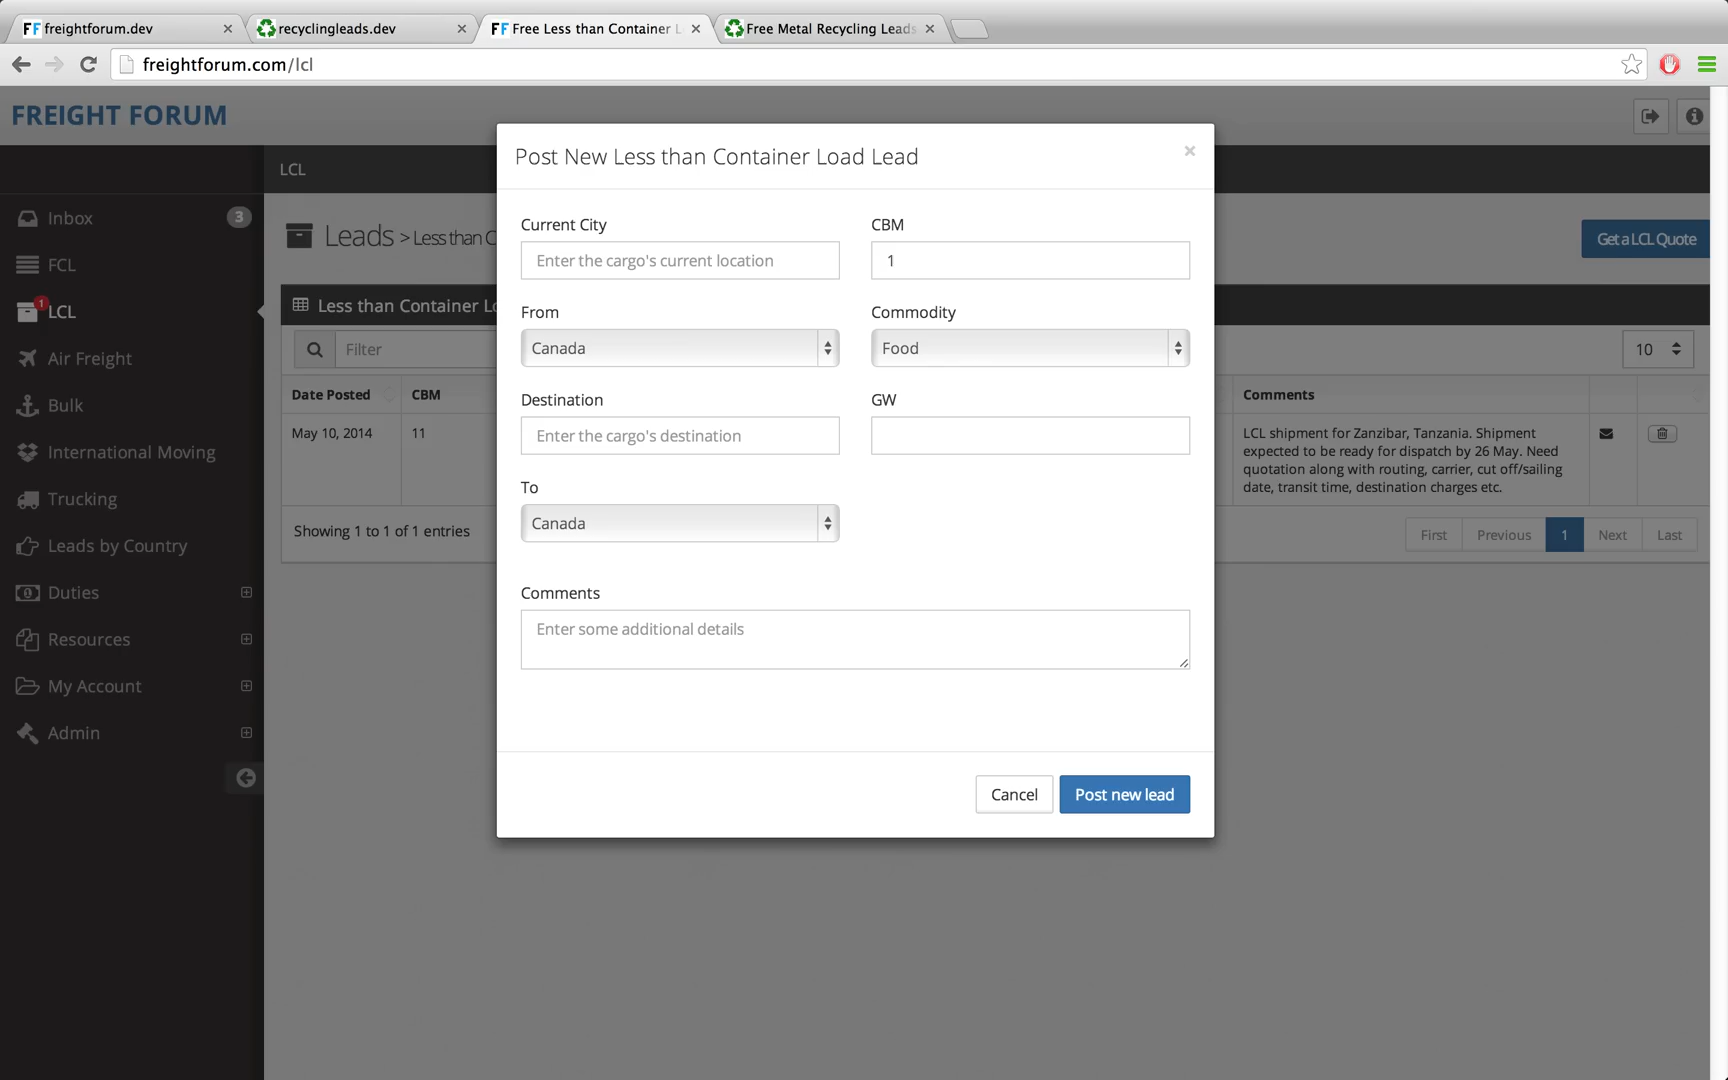 FF freightforum.dev
recyclingleads.dev
FF Free Less than Container L
Free Metal Recycling Leads
freightforum.com/lcl
FREIGHT FORUM
LCL
Inbox 3
FCL
1
LCL
Air Freight
Bulk
International Moving
Trucking
Leads by Country
Duties
Resources
My Account
Admin
Leads > Less than C
Get a LCL Quote
Less than Container Lo
Filter
10
Date Posted CBM Comments
May 10, 2014 11
LCL shipment for Zanzibar, Tanzania. Shipment
expected to be ready for dispatch by 26 May. Need
quotation along with routing, carrier, cut off/sailing
date, transit time, destination charges etc.
Showing 1 to 1 of 1 entries
First Previous 1 Next Last
Post New Less than Container Load Lead
×
Current City CBM
Enter the cargo's current location 1
From Commodity
Canada Food
Destination GW
Enter the cargo's destination
To
Canada
Comments
Enter some additional details
Cancel Post new lead